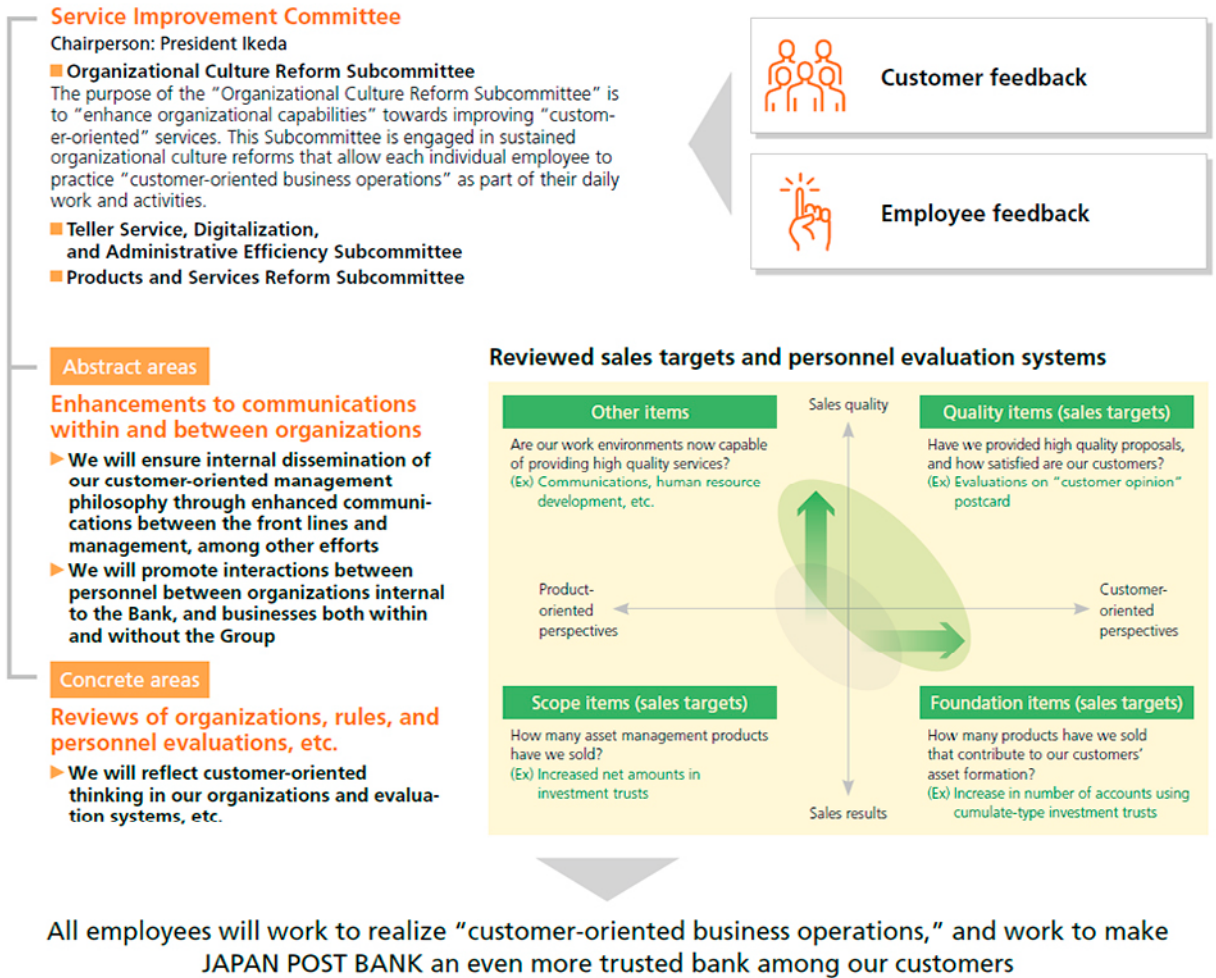 Service Improvement Committee
Chairperson: President Ikeda
Organizational Culture Reform Subcommittee
The purpose of the “Organizational Culture Reform Subcommittee” is
to “enhance organizational capabilities” towards improving “custom-
er-oriented” services. This Subcommittee is engaged in sustained
organizational culture reforms that allow each individual employee to
practice “customer-oriented business operations” as part of their daily
work and activities.
Teller Service, Digitalization,
and Administrative Efficiency Subcommittee
Products and Services Reform Subcommittee
Customer feedback
Employee feedback
Abstract areas
Enhancements to communications
within and between organizations
We will ensure internal dissemination of
our customer-oriented management
philosophy through enhanced communi-
cations between the front lines and
management, among other efforts
We will promote interactions between
personnel between organizations internal
to the Bank, and businesses both within
and without the Group
Concrete areas
Reviews of organizations, rules, and
personnel evaluations, etc.
We will reflect customer-oriented
thinking in our organizations and evalua-
tion systems, etc.
Reviewed sales targets and personnel evaluation systems
Other items
Are our work environments now capable
of providing high quality services?
(Ex) Communications, human resource
development, etc.
Sales quality
Quality items (sales targets)
Have we provided high quality proposals,
and how satisfied are our customers?
(Ex) Evaluations on “customer opinion”
postcard
Product-
oriented
perspectives
Customer-
oriented
perspectives
Scope items (sales targets)
How many asset management products
have we sold?
(Ex) Increased net amounts in
investment trusts
Sales results
Foundation items (sales targets)
How many products have we sold
that contribute to our customers’
asset formation?
(Ex) Increase in number of accounts using
cumulate-type investment trusts
All employees will work to realize “customer-oriented business operations,” and work to make
JAPAN POST BANK an even more trusted bank among our customers